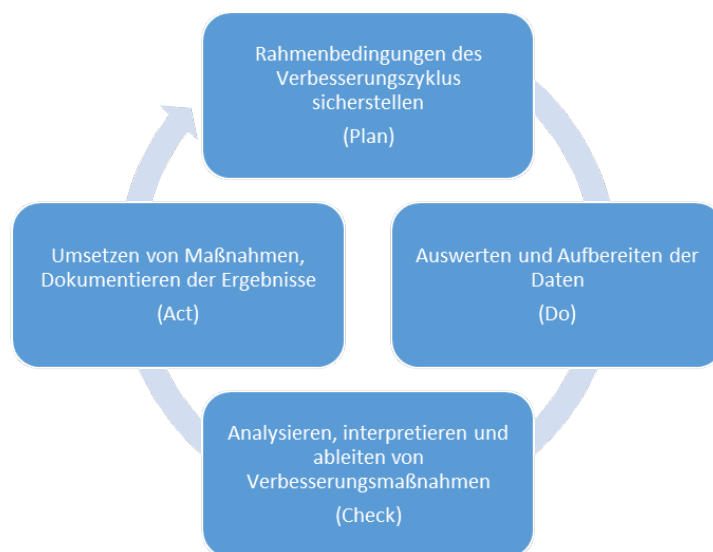 Rahmenbedingungen des
Verbesserungszyklus
sicherstellen
(Plan)
Auswerten und Aufbereiten der
Daten
(Do)
Analysieren, interpretieren und
ableiten von
Verbesserungsmaßnahmen
(Check)
Umsetzen von Maßnahmen,
Dokumentieren der Ergebnisse
(Act)